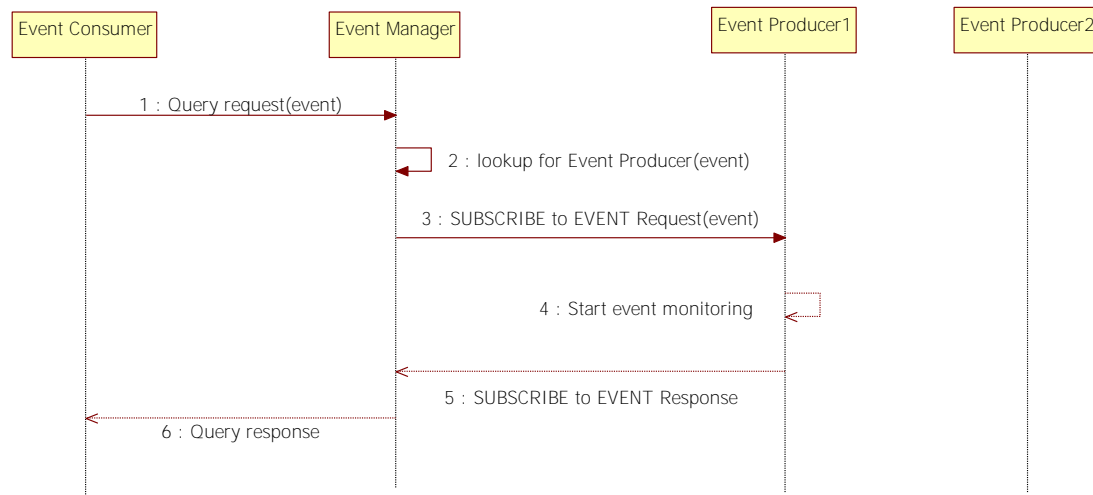 Event Consumer
Event Manager
Event Producer1
Event Producer2
1 : Query request(event)
2 : lookup for Event Producer(event)
3 : SUBSCRIBE to EVENT Request(event)
4 : Start event monitoring
5 : SUBSCRIBE to EVENT Response
6 : Query response